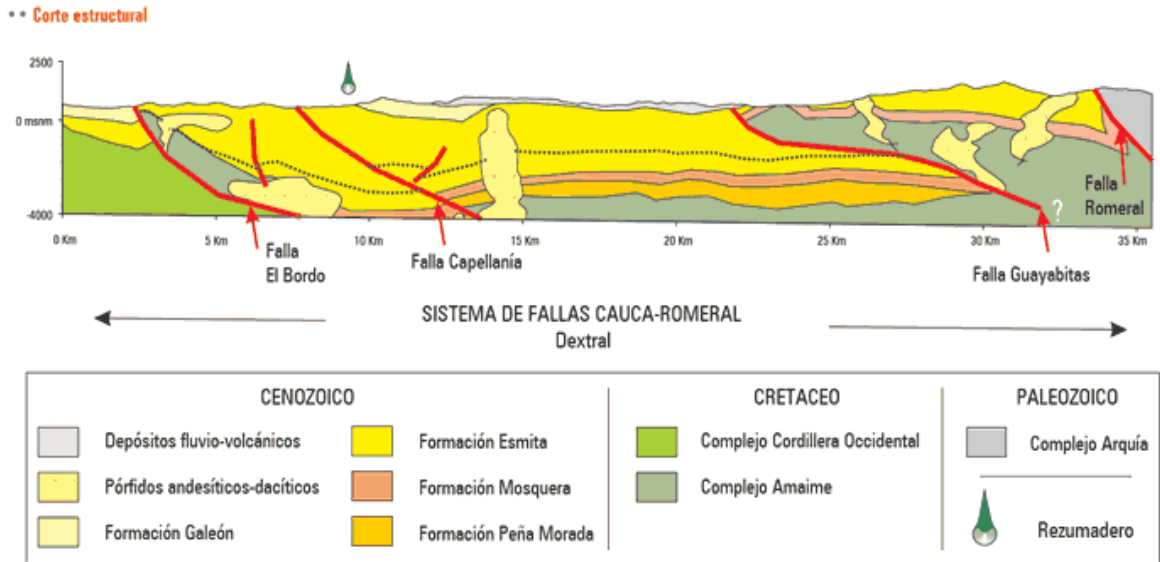 •• Corte estructural
2500
0 msnm
-4000
0 Km
5 Km
10 Km
15 Km
20 Km
25 Km
30 Km
35 Km
?
Falla
El Bordo
Falla Capellanía
Falla Guayabitas
Falla
Romeral
SISTEMA DE FALLAS CAUCA-ROMERAL
Dextral
CENOZOICO
Depósitos fluvio-volcánicos
Pórfidos andesíticos-dacíticos
Formación Galeón
Formación Esmita
Formación Mosquera
Formación Peña Morada
CRETACEO
Complejo Cordillera Occidental
Complejo Amaime
PALEOZOICO
Complejo Arquía
Rezumadero